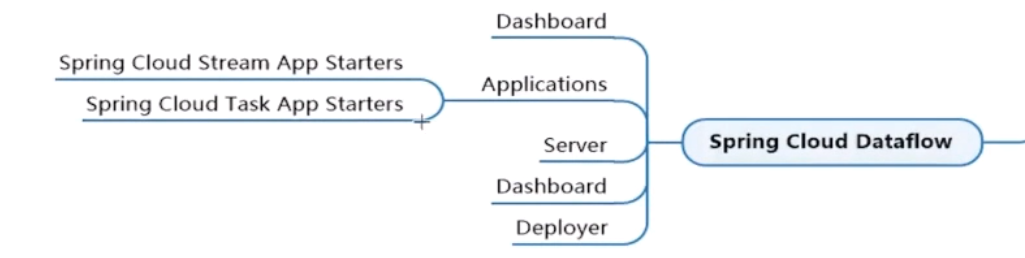 Dashboard
Spring Cloud Stream App Starters
Applications
Spring Cloud Task App Starters
Server
Spring Cloud Dataflow
Dashboard
Deployer